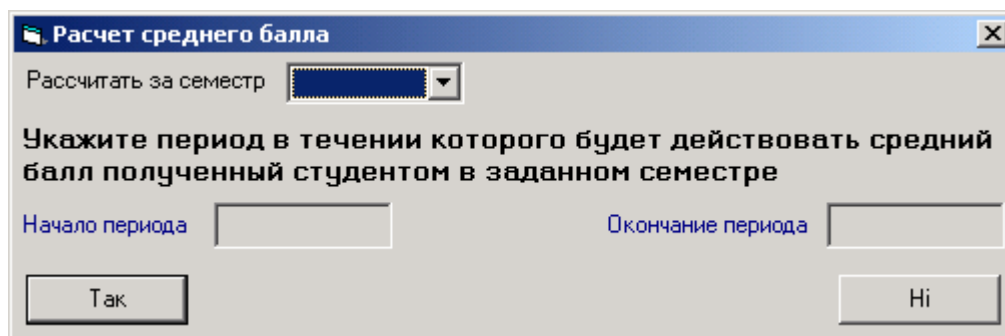 Расчет среднего балла
Рассчитать за семестр
Укажите период в течении которого будет действовать средний
балл полученный студентом в заданном семестре
Начало периода Окончание периода
Так Ні